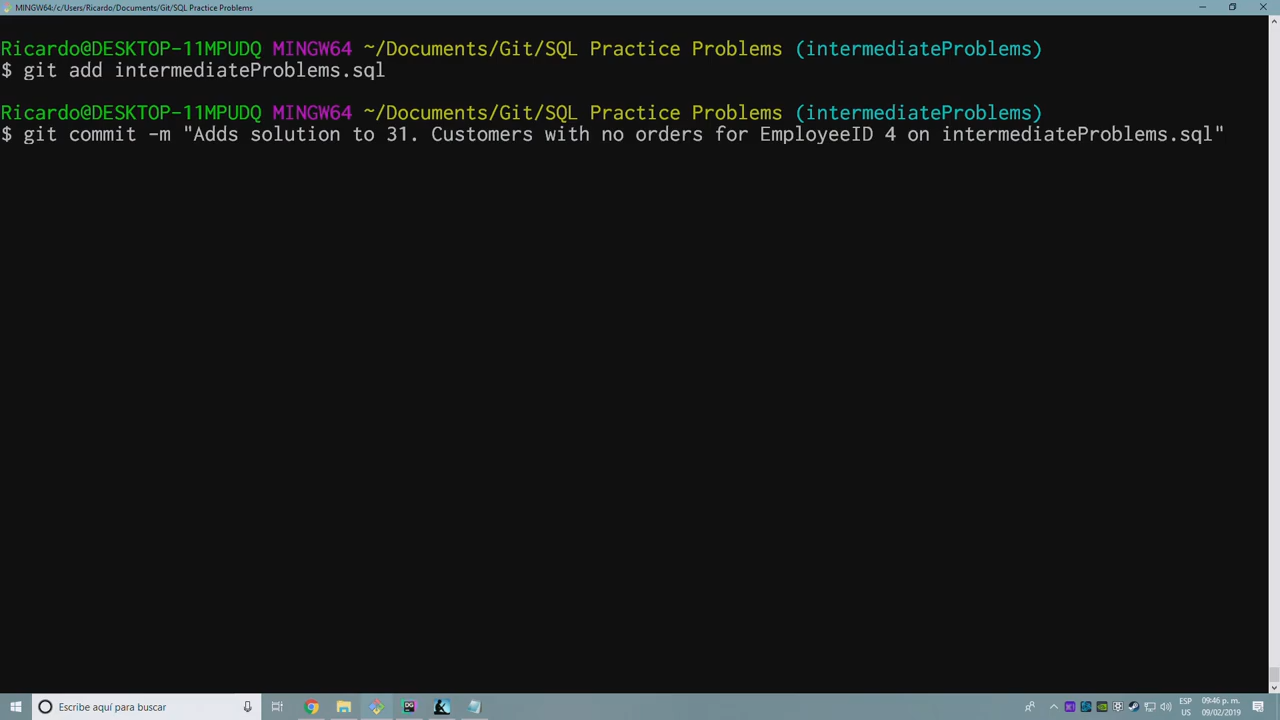 MINGW64:/c/Users/Ricardo/Documents/Git/SQL Practice Problems
Ricardo@DESKTOP-11MPUDQ MINGW64 ~/Documents/Git/SQL Practice Problems (intermediateProblems)
$ git add intermediateProblems.sql
Ricardo@DESKTOP-11MPUDQ MINGW64 ~/Documents/Git/SQL Practice Problems (intermediateProblems)
$ git commit -m "Adds solution to 31. Customers with no orders for EmployeeID 4 on intermediateProblems.sql"
Escribe aquí para buscar
DG
ESP
US
09:46 p. m.
09/02/2019